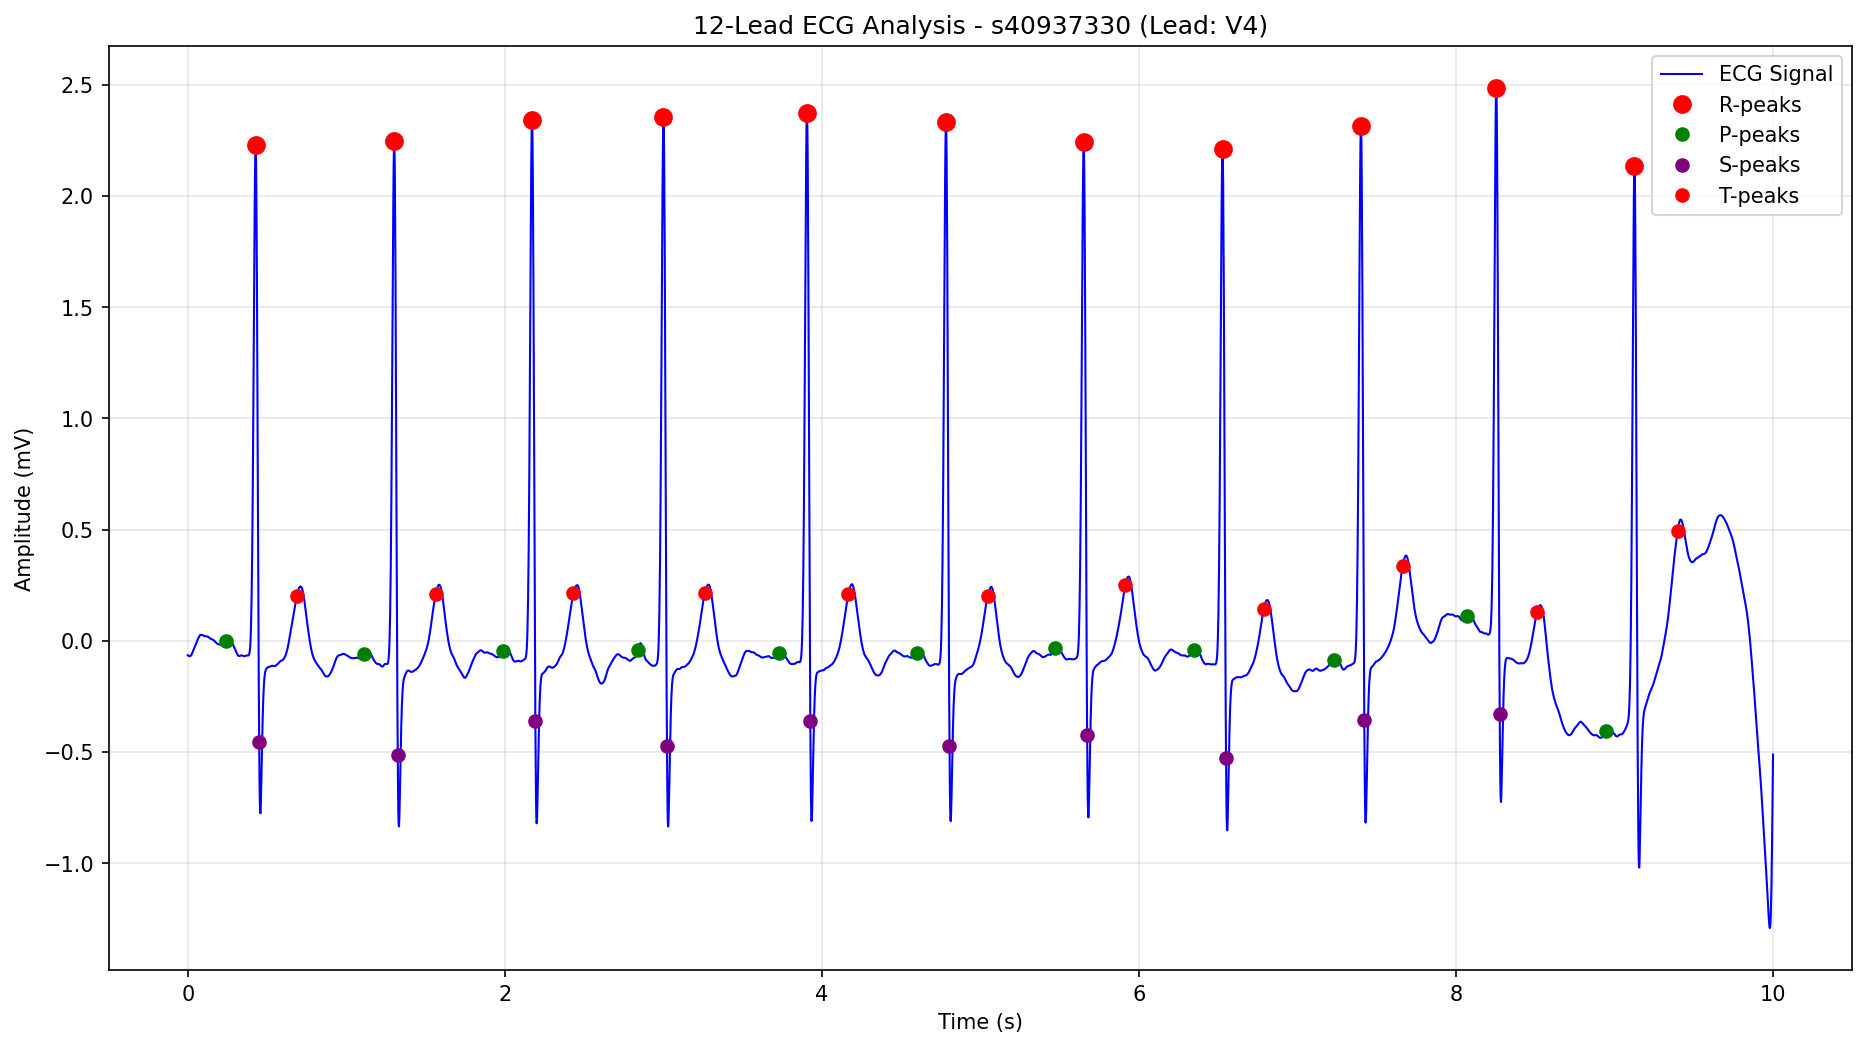 12-Lead ECG Analysis - s40937330 (Lead: V4)
ECG Signal
R-peaks
P-peaks
S-peaks
T-peaks
2.5
2.0
1.5
1.0
0.5
0.0
−0.5
−1.0
Amplitude (mV)
0 2 4 6 8 10
Time (s)